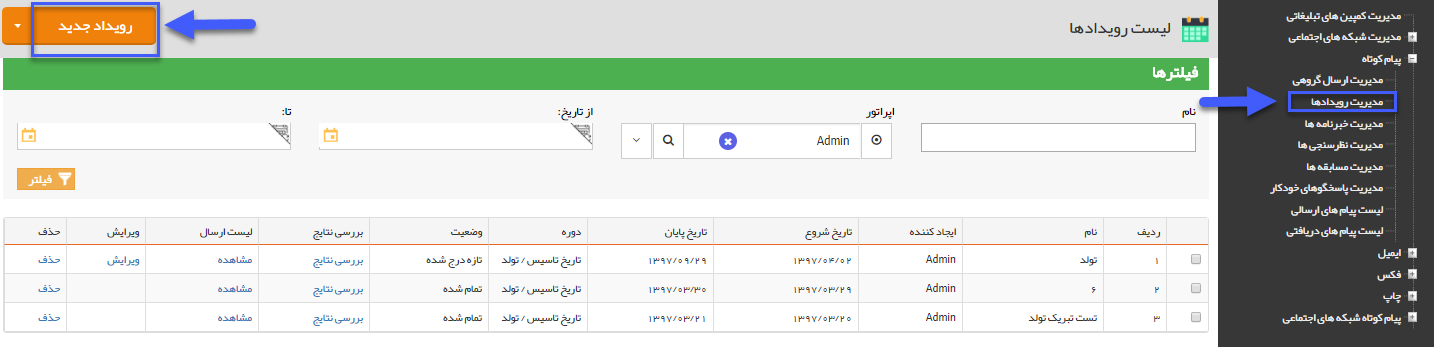 مدیریت کمپین های تبلیغاتی
مدیریت شبکه های اجتماعی
پیام کوتاه
مدیریت ارسال گروهی
مدیریت رویدادها
مدیریت خبرنامه ها
مدیریت نظرسنجی ها
مدیریت مسابقه ها
مدیریت پاسخگوهای خودکار
لیست پیام های ارسالی
لیست پیام های دریافتی
ایمیل
فکس
چاپ
پیام کوتاه شبکه های اجتماعی
لیست رویدادها
رویداد جدید
فیلترها
نام اپراتور از تاریخ: تا:
Admin
فیلتر
ردیف نام ایجاد کننده تاریخ شروع تاریخ پایان دوره وضعیت بررسی نتایج لیست ارسال ویرایش حذف
۱ تولد Admin ۱۳۹۷/۰۴/۰۲ ۱۳۹۷/۰۹/۲۹ تاریخ تاسیس / تولد تازه درج شده بررسی نتایج مشاهده ویرایش حذف
۲ ۶ Admin ۱۳۹۷/۰۳/۲۹ ۱۳۹۷/۰۳/۳۰ تاریخ تاسیس / تولد تمام شده بررسی نتایج مشاهده حذف
۳ تست تبریک تولد Admin ۱۳۹۷/۰۳/۲۰ ۱۳۹۷/۰۳/۲۱ تاریخ تاسیس / تولد تمام شده بررسی نتایج مشاهده حذف